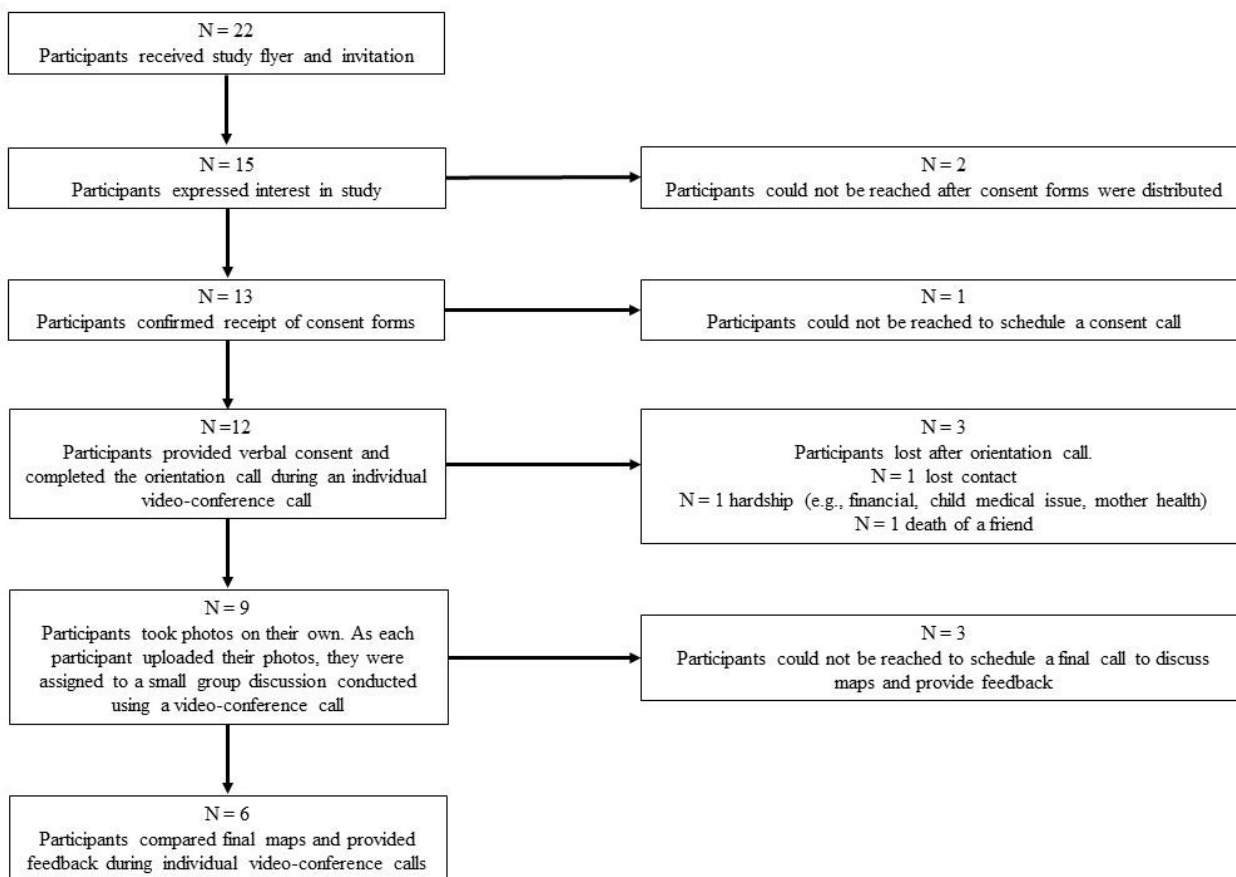 N = 22
Participants received study flyer and invitation
N = 15
Participants expressed interest in study
N = 2
Participants could not be reached after consent forms were distributed
N = 13
Participants confirmed receipt of consent forms
N = 1
Participants could not be reached to schedule a consent call
N =12
Participants provided verbal consent and
completed the orientation call during an individual
video-conference call
N = 3
Participants lost after orientation call.
N = 1 lost contact
N = 1 hardship (e.g., financial, child medical issue, mother health)
N = 1 death of a friend
N = 9
Participants took photos on their own. As each
participant uploaded their photos, they were
assigned to a small group discussion conducted
using a video-conference call
N = 3
Participants could not be reached to schedule a final call to discuss
maps and provide feedback
N = 6
Participants compared final maps and provided
feedback during individual video-conference calls